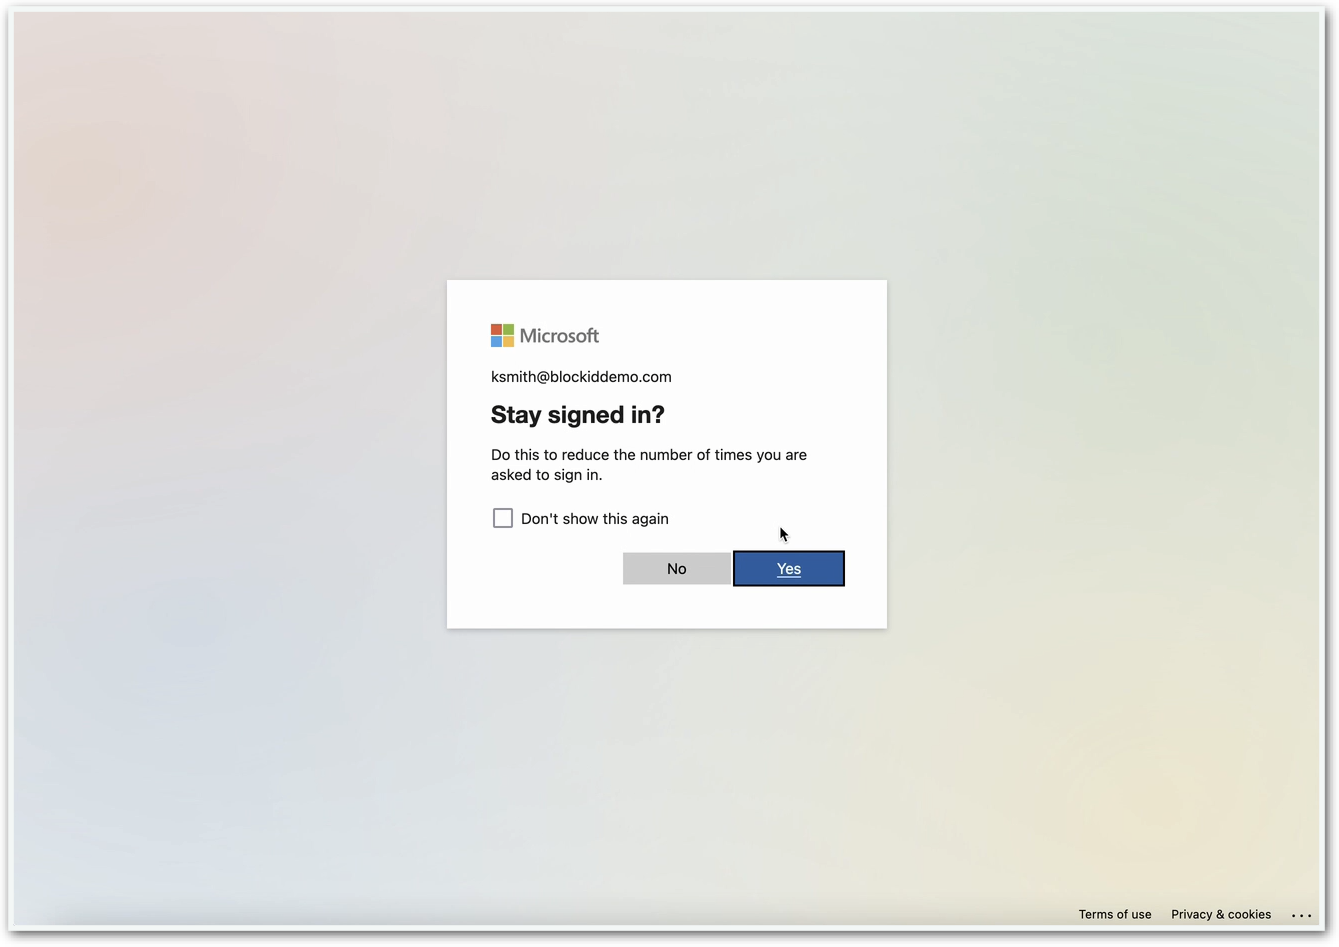 Microsoft
ksmith@blockiddemo.com
Stay signed in?
Do this to reduce the number of times you are
asked to sign in.
Don't show this again
No
Yes
Terms of use
Privacy & cookies
...